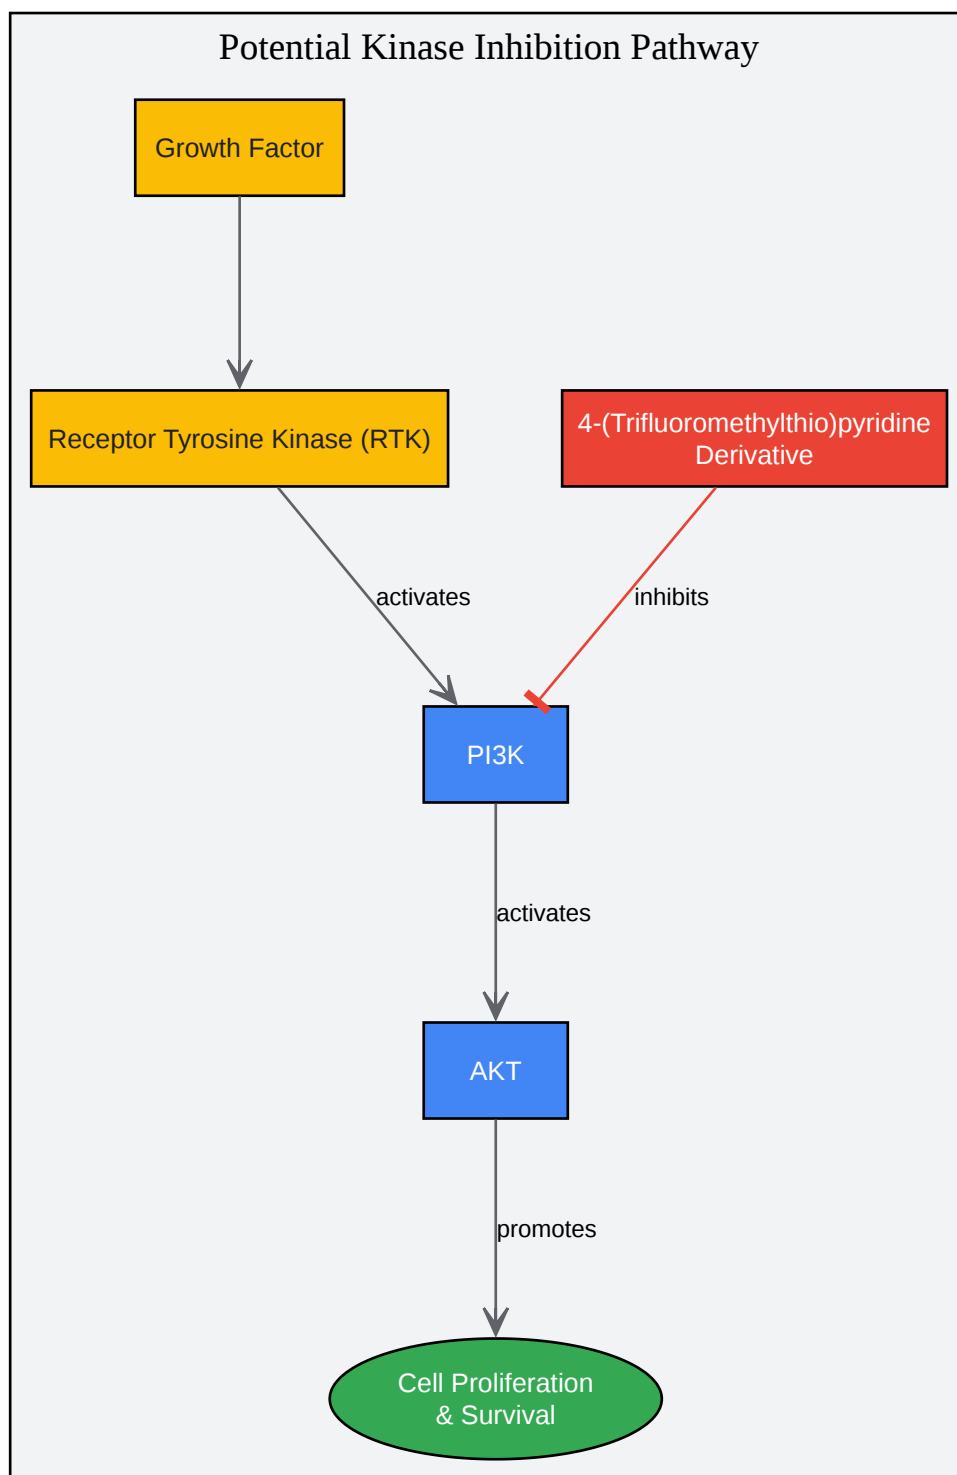 Potential Kinase Inhibition Pathway
Growth Factor
Receptor Tyrosine Kinase (RTK)
4-(Trifluoromethylthio)pyridine
Derivative
activates
inhibits
PI3K
activates
AKT
promotes
Cell Proliferation
& Survival